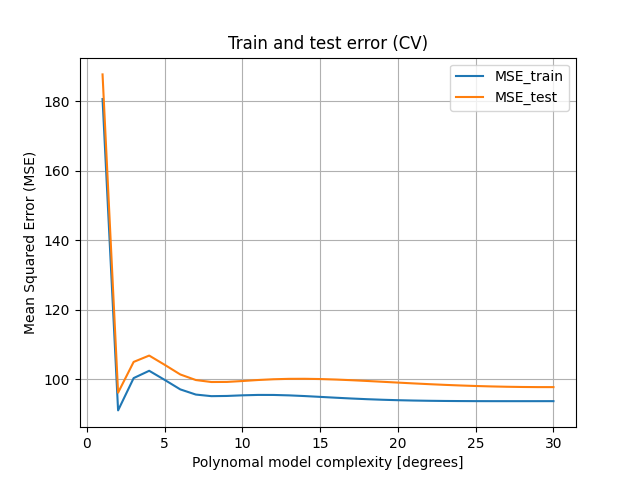 Train and test error (CV)
MSE_train
MSE_test
Mean Squared Error (MSE)
180
160
140
120
100
0 5 10 15 20 25 30
Polynomal model complexity [degrees]